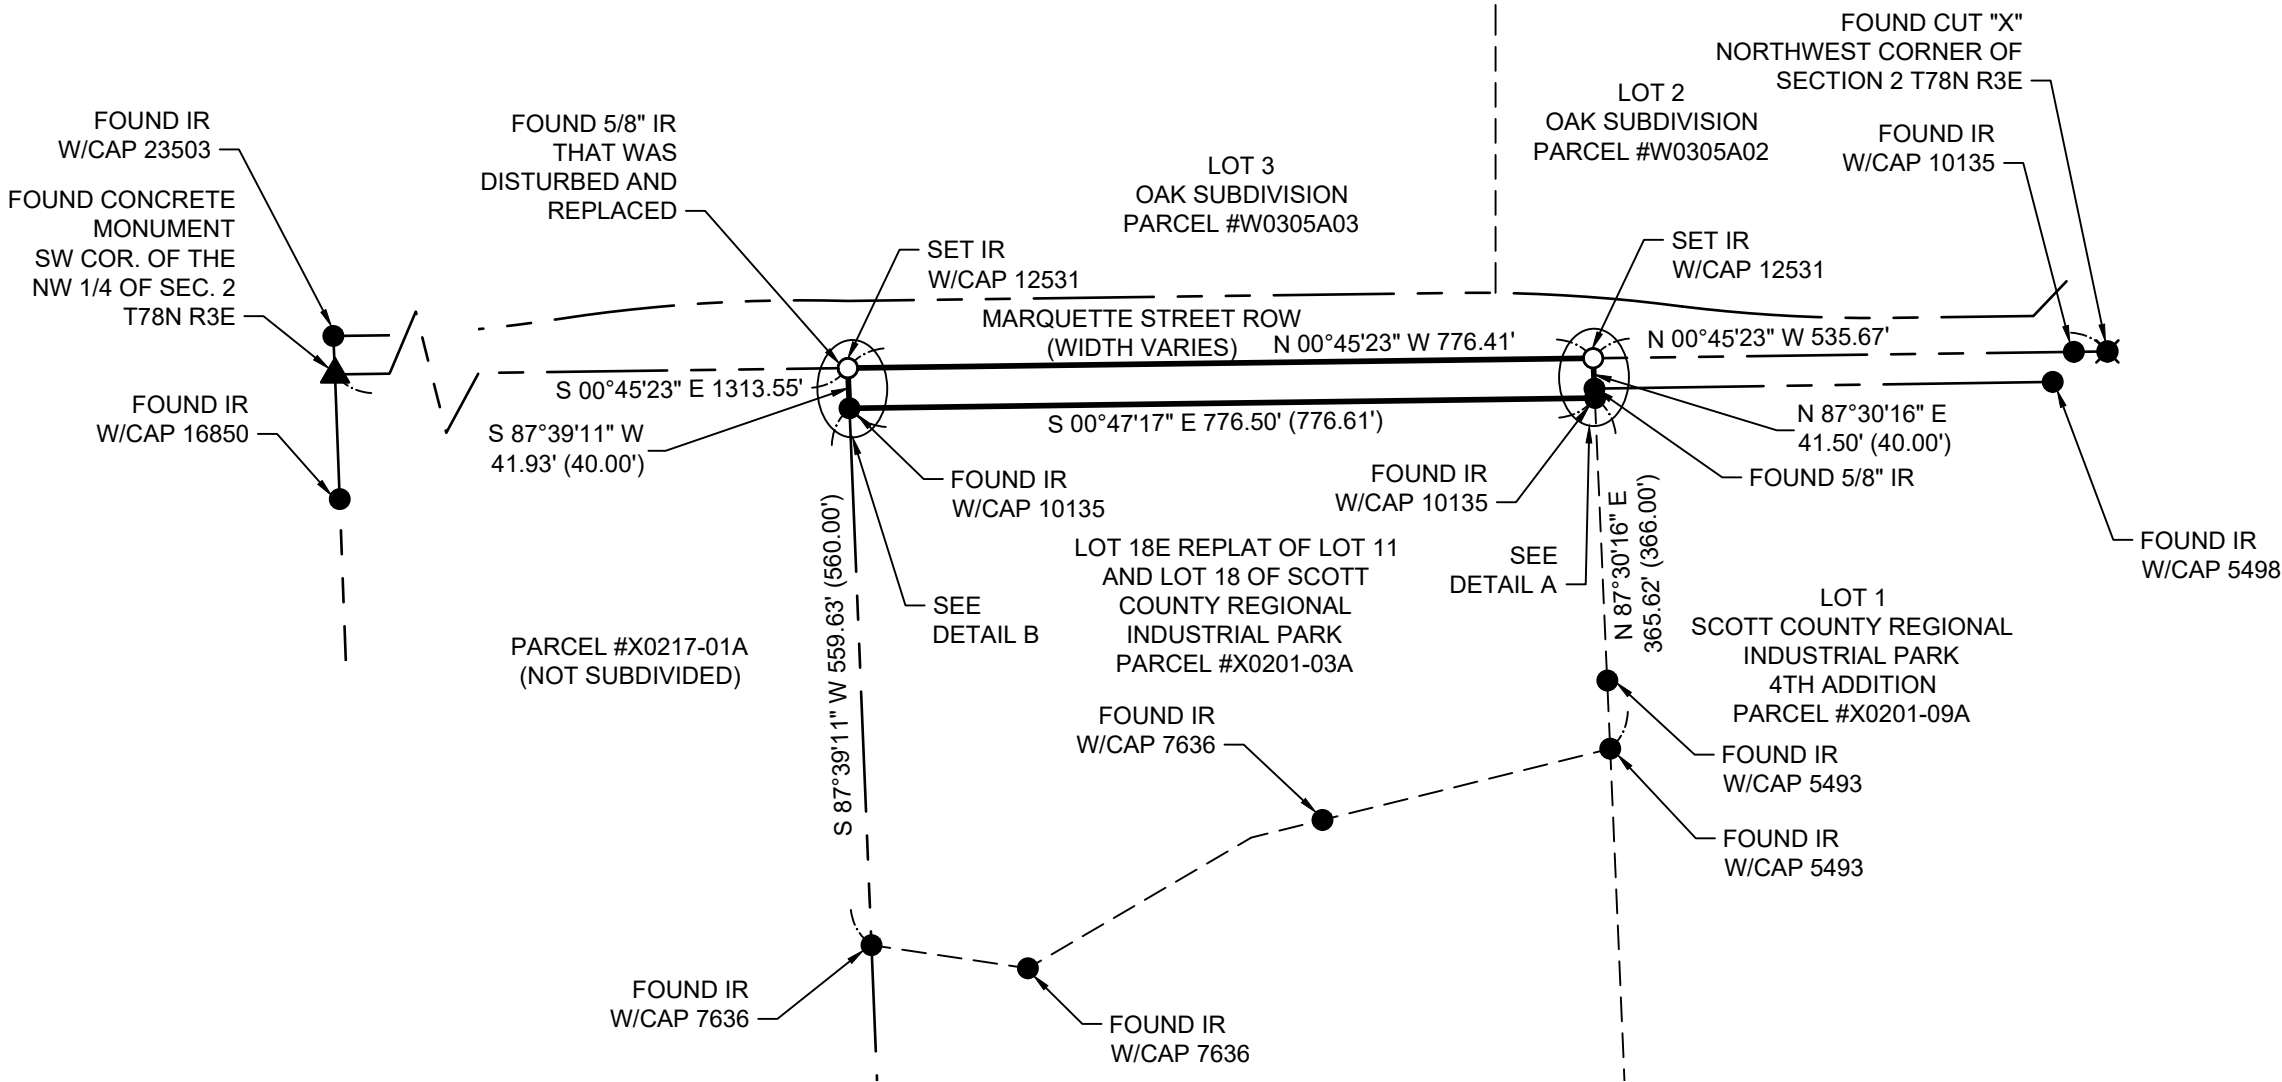 FOUND CUT "X"
NORTHWEST CORNER OF
SECTION 2 T78N R3E
FOUND IR
W/CAP 23503
FOUND 5/8" IR
THAT WAS
DISTURBED AND
REPLACED
LOT 3
OAK SUBDIVISION
PARCEL #W0305A03
LOT 2
OAK SUBDIVISION
PARCEL #W0305A02
FOUND IR
W/CAP 10135
FOUND CONCRETE
MONUMENT
SW COR. OF THE
NW 1/4 OF SEC. 2
T78N R3E
SET IR
W/CAP 12531
SET IR
W/CAP 12531
MARQUETTE STREET ROW
(WIDTH VARIES)
N 00°45'23" W 776.41'
N 00°45'23" W 535.67'
S 00°45'23" E 1313.55'
FOUND IR
W/CAP 16850
S 87°39'11" W
41.93' (40.00')
S 00°47'17" E 776.50' (776.61')
N 87°30'16" E
41.50' (40.00')
FOUND IR
W/CAP 10135
FOUND IR
W/CAP 10135
FOUND 5/8" IR
S 87°39'11" W 559.63' (560.00')
N 87°30'16" E
365.62' (366.00')
LOT 18E REPLAT OF LOT 11
AND LOT 18 OF SCOTT
COUNTY REGIONAL
INDUSTRIAL PARK
PARCEL #X0201-03A
SEE
DETAIL A
FOUND IR
W/CAP 5498
SEE
DETAIL B
PARCEL #X0217-01A
(NOT SUBDIVIDED)
LOT 1
SCOTT COUNTY REGIONAL
INDUSTRIAL PARK
4TH ADDITION
PARCEL #X0201-09A
FOUND IR
W/CAP 7636
FOUND IR
W/CAP 5493
FOUND IR
W/CAP 5493
FOUND IR
W/CAP 7636
FOUND IR
W/CAP 7636